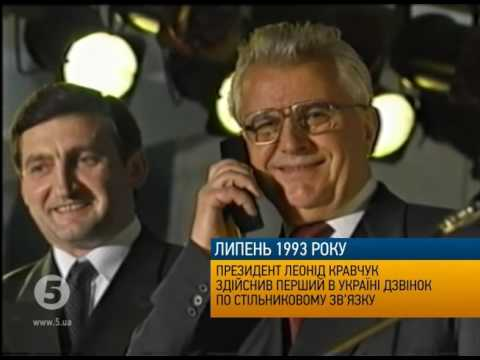 ЛИПЕНЬ 1993 РОКУ
ПРЕЗИДЕНТ ЛЕОНІД КРАВЧУК
ЗДІЙСНИВ ПЕРШИЙ В УКРАЇНІ ДЗВІНОК
ПО СТІЛЬНИКОВОМУ ЗВ'ЯЗКУ
5
www.5.ua